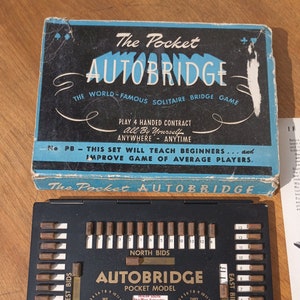 The Pocket
AUTOBRIDGE
THE WORLD-FAMOUS SOLITAIRE BRIDGE GAME
PLAY 4 HANDED CONTRACT
All By Yourself
ANYWHERE - ANYTIME
No PB - THIS SET WILL TEACH BEGINNERS...and
IMPROVE GAME OF AVERAGE PLAYERS.
The Pocket AUTOBRIDGE
NORTH BIDS
AUTOBRIDGE
POCKET MODEL
BIDS
EAST